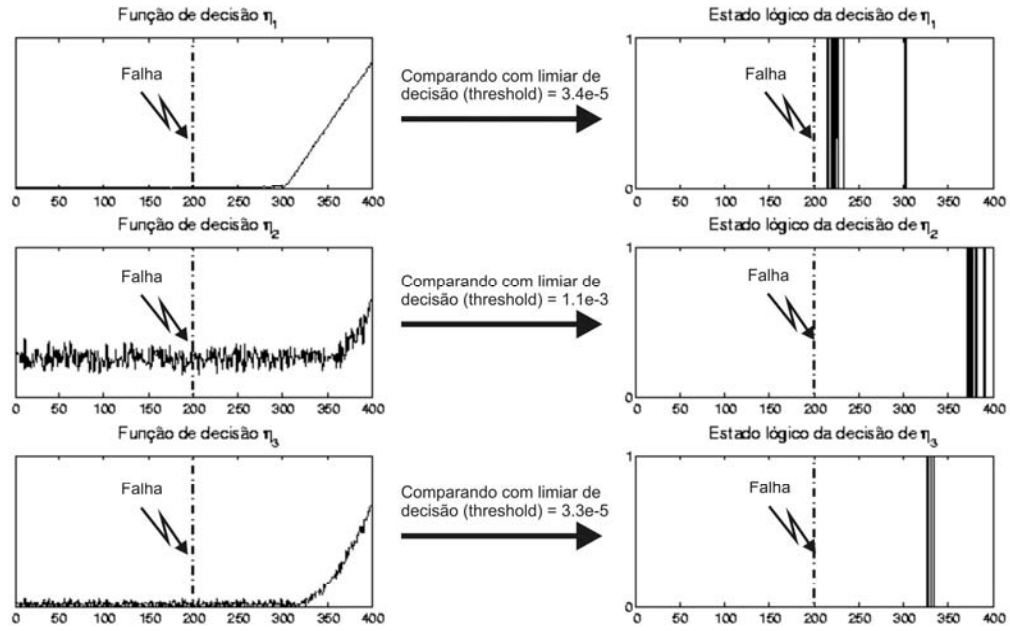 Função de decisão η1
Estado lógico da decisão de η1
Falha
Comparando com limiar de
decisão (threshold) = 3.4e-5
1
Falha
0
0 50 100 150 200 250 300 350 400
0 50 100 150 200 250 300 350 400
Função de decisão η2
Estado lógico da decisão de η2
Falha
Comparando com limiar de
decisão (threshold) = 1.1e-3
1
Falha
0
0 50 100 150 200 250 300 350 400
0 50 100 150 200 250 300 350 400
Função de decisão η3
Estado lógico da decisão de η3
Falha
Comparando com limiar de
decisão (threshold) = 3.3e-5
1
Falha
0
0 50 100 150 200 250 300 350 400
0 50 100 150 200 250 300 350 400